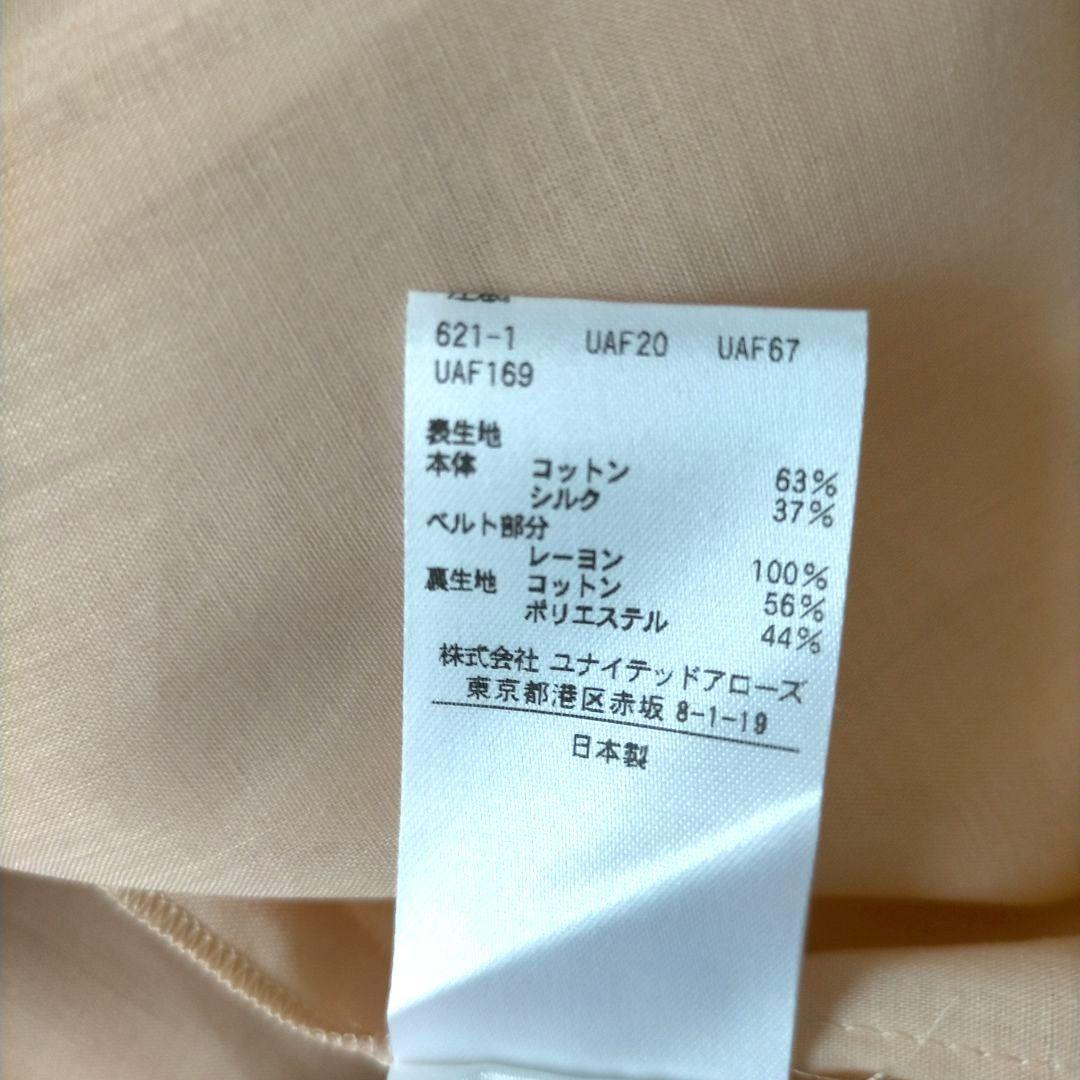 621-1 UAF20 UAF67
UAF169
表生地
本体 コットン 63%
シルク 37%
ベルト部分
レーヨン 100%
裏生地 コットン 56%
ポリエステル 44%
株式会社 ユナイテッドアローズ
東京都港区赤坂 8-1-19
日本製